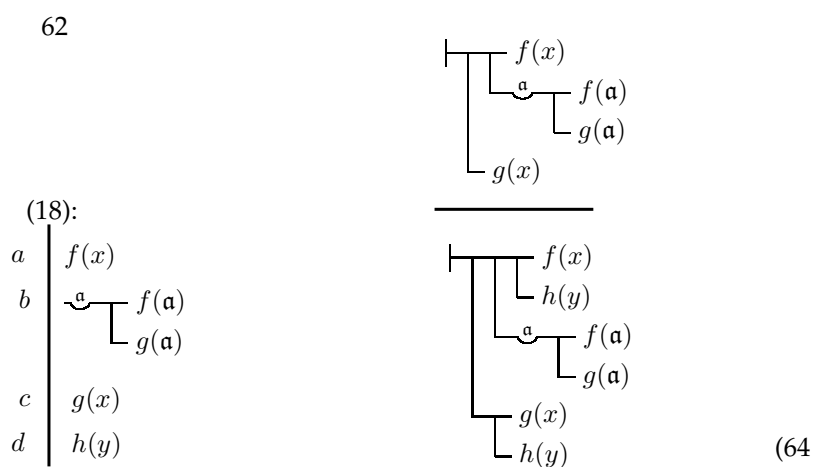 62
f(x)
𝔞 f(𝔞)
g(𝔞)
g(x)
(18):
a f(x)
b 𝔞 f(𝔞)
g(𝔞)
c g(x)
d h(y)
f(x)
h(y)
𝔞 f(𝔞)
g(𝔞)
g(x)
h(y)
(64